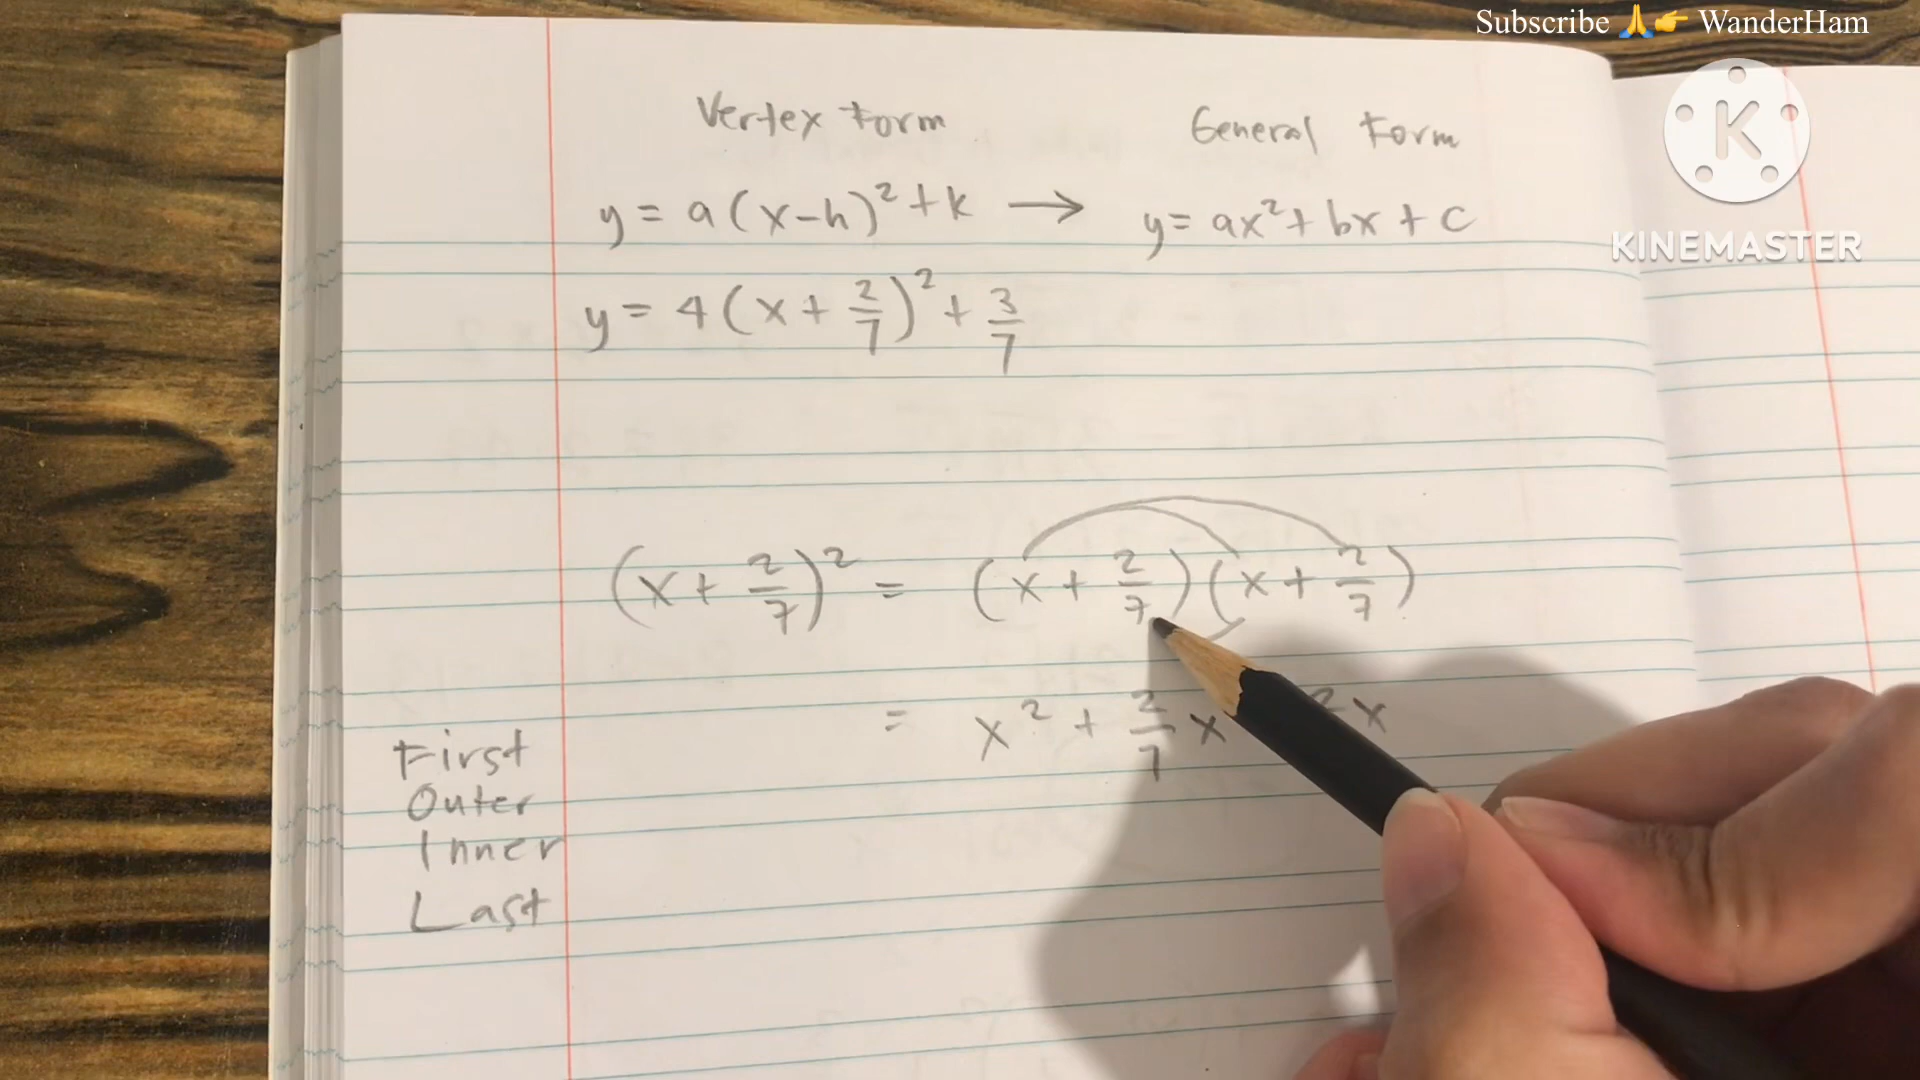 Subscribe 🙏👉 WanderHam
K
KINEMASTER
Vertex Form General Form
y = a(x-h)² + k → y = ax² + bx + c
y = 4(x + 2/7)² + 3/7
(x + 2/7)² = (x + 2/7)(x + 2/7)
= x² + 2/7 x 2x
First
Outer
Inner
Last